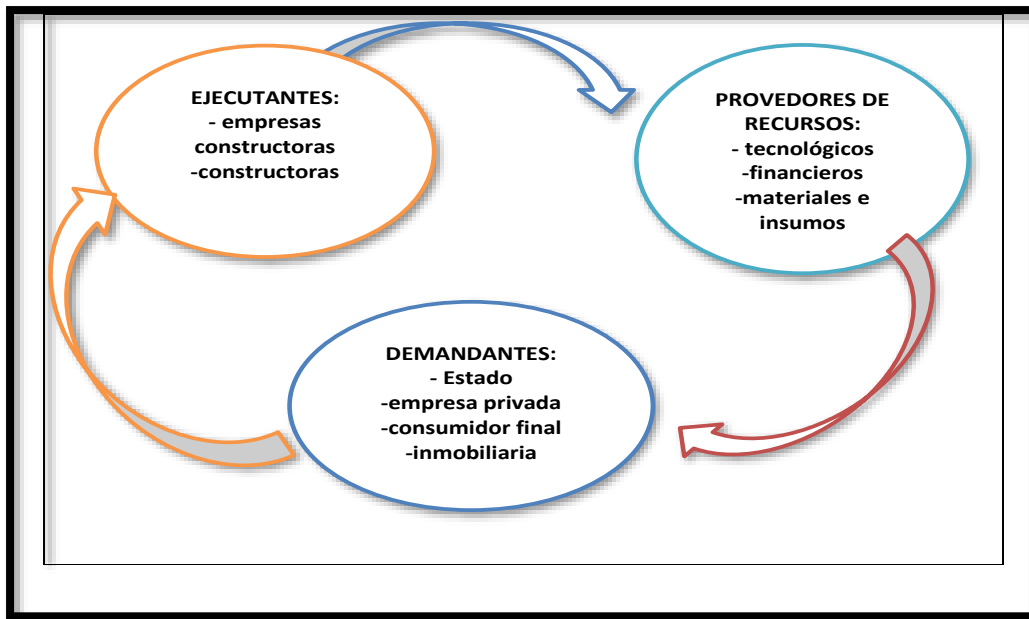 EJECUTANTES:
- empresas
constructoras
-constructoras
PROVEDORES DE
RECURSOS:
- tecnológicos
-financieros
-materiales e
insumos
DEMANDANTES:
- Estado
-empresa privada
-consumidor final
-inmobiliaria